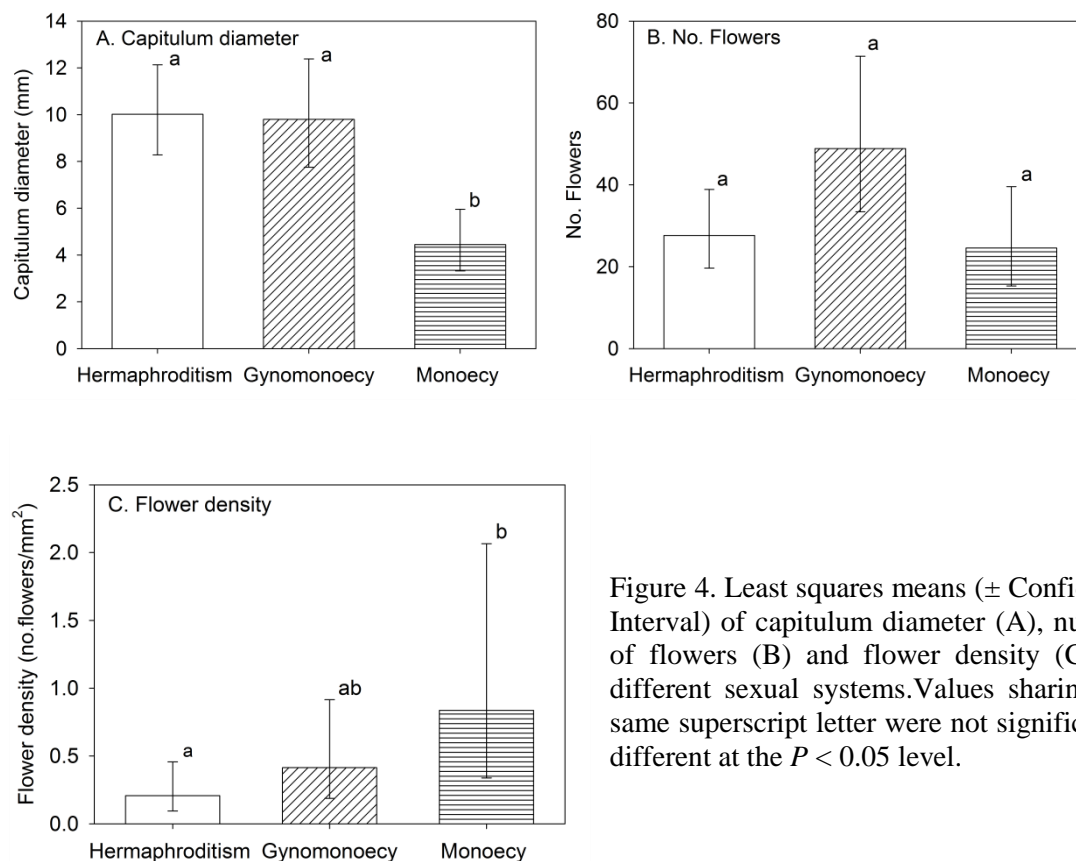 A. Capitulum diameter
Capitulum diameter (mm)
14
12
10
8
6
4
2
0
a
a
b
Hermaphroditism Gynomonoecy Monoecy
B. No. Flowers
No. Flowers
80
60
40
20
0
a
a
a
Hermaphroditism Gynomonoecy Monoecy
C. Flower density
Flower density (no.flowers/mm²)
2.5
2.0
1.5
1.0
0.5
0.0
a
ab
b
Hermaphroditism Gynomonoecy Monoecy
Figure 4. Least squares means (± Confi
Interval) of capitulum diameter (A), nu
of flowers (B) and flower density (C
different sexual systems.Values sharin
same superscript letter were not signific
different at the P < 0.05 level.